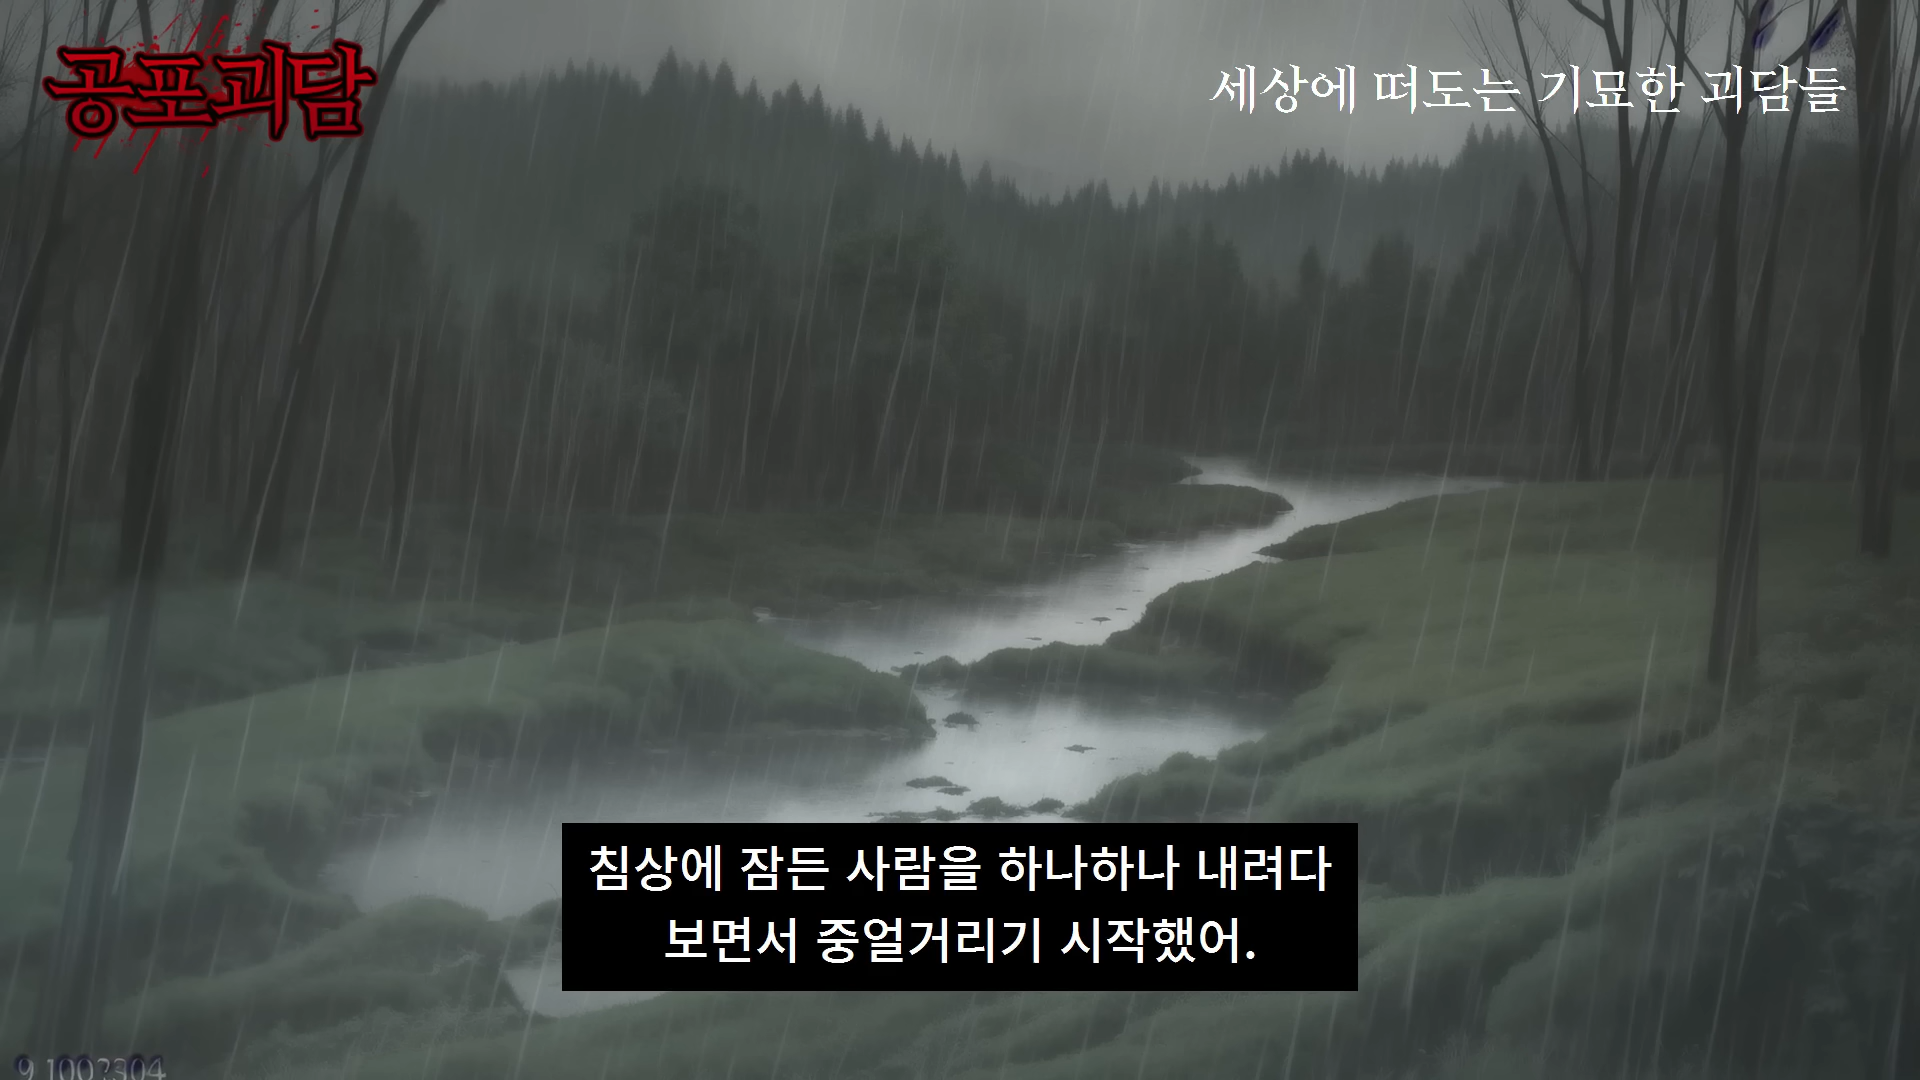 공포괴담
세상에 떠도는 기묘한 괴담들
침상에 잠든 사람을 하나하나 내려다
보면서 중얼거리기 시작했어.